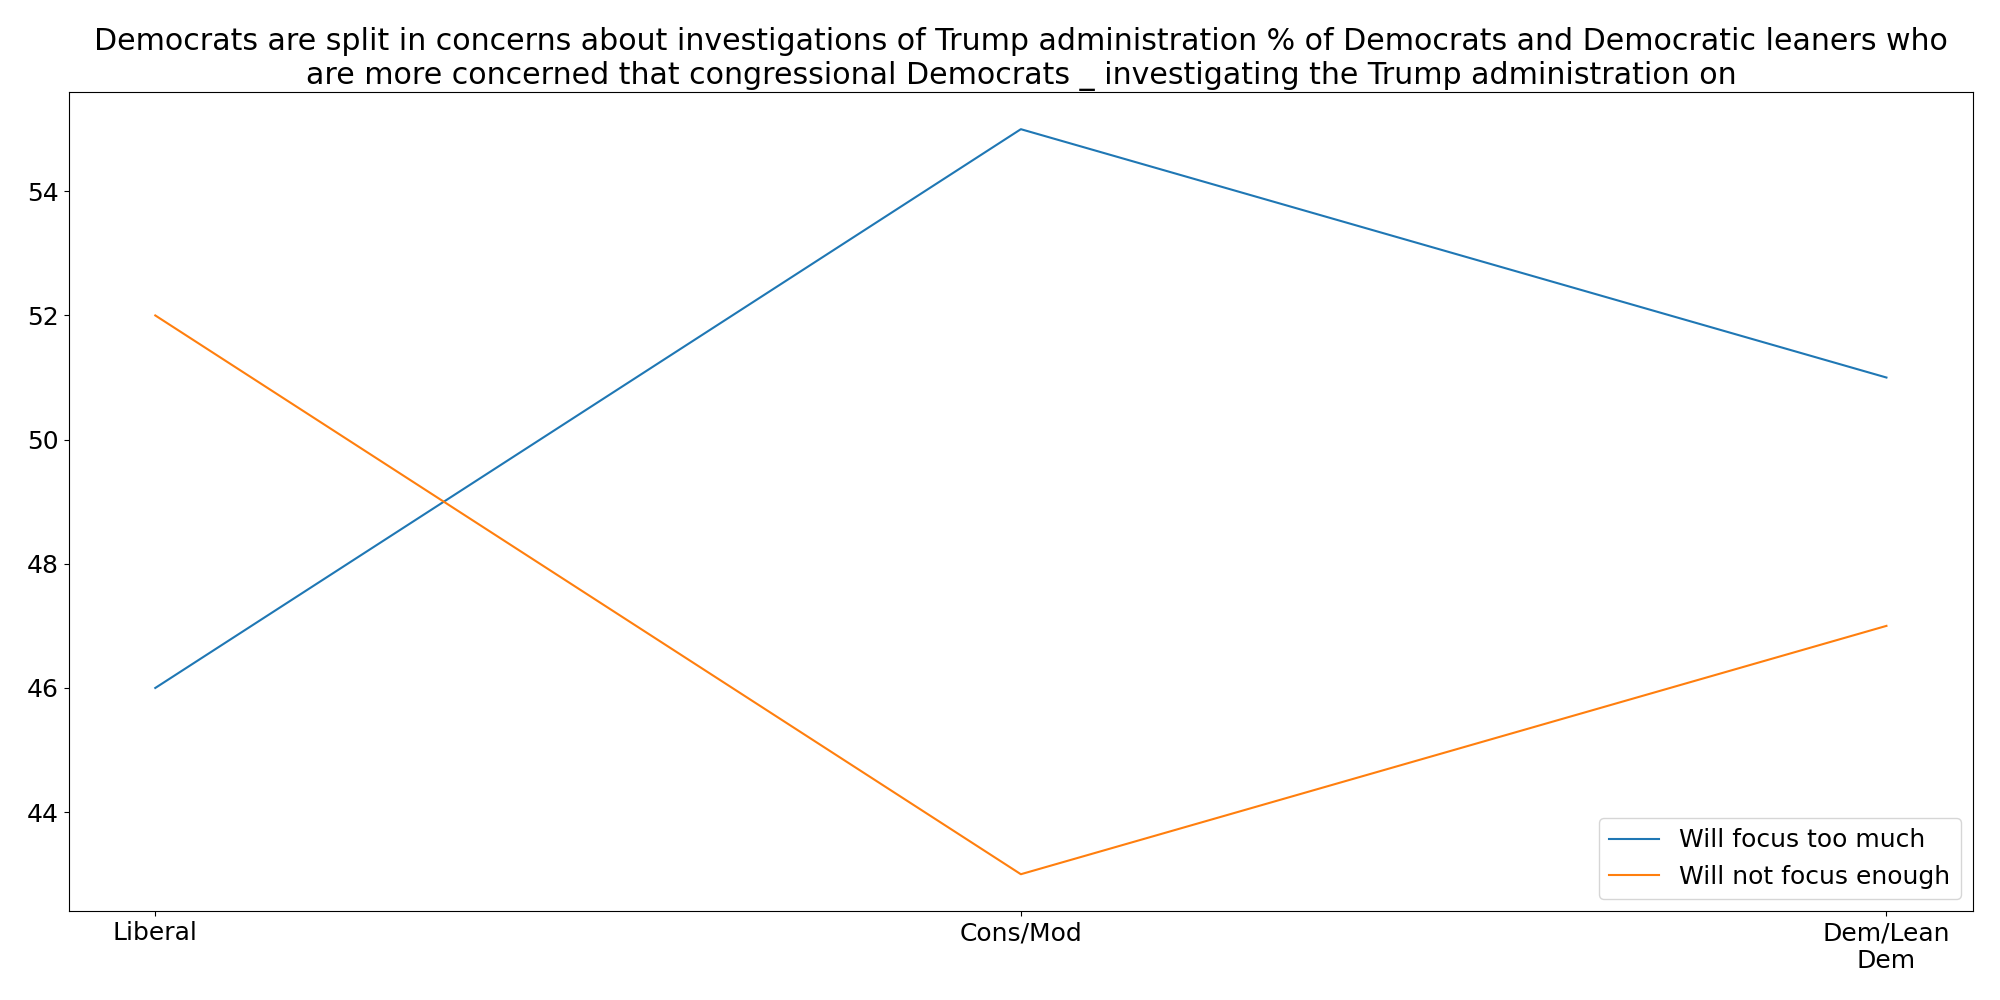 Democrats are split in concerns about investigations of Trump administration % of Democrats and Democratic leaners who
are more concerned that congressional Democrats _ investigating the Trump administration on
54
52
50
48
46
44
Will focus too much
Will not focus enough
Liberal
Cons/Mod
Dem/Lean
Dem